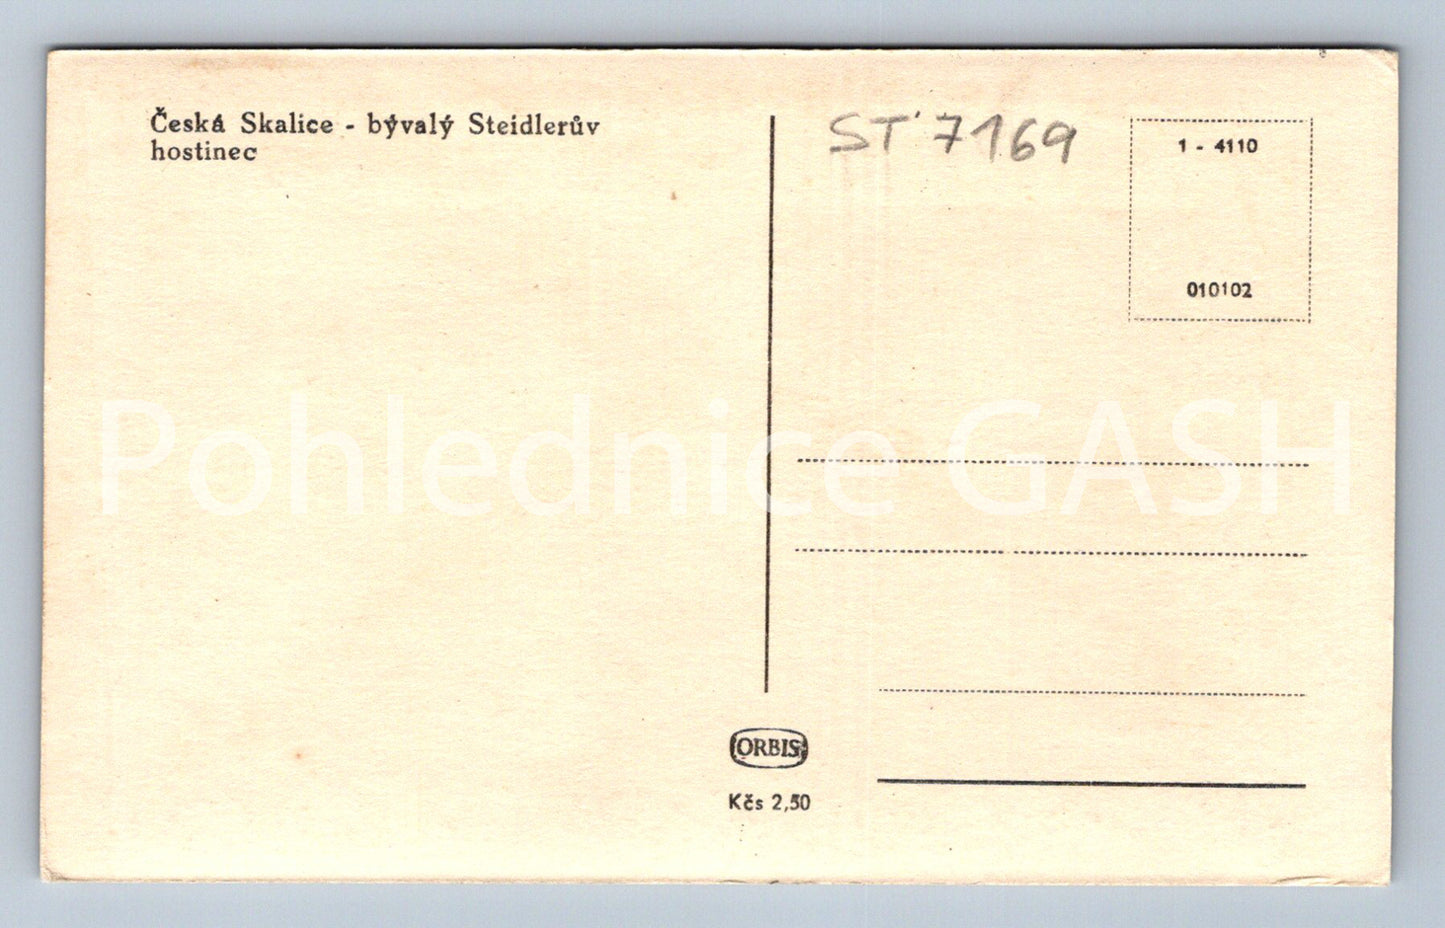 Česká Skalice - bývalý Steidlerův
hostinec
ST' 7169
1 - 4110
010102
Pohlednice GASH
ORBIS
Kčs 2,50